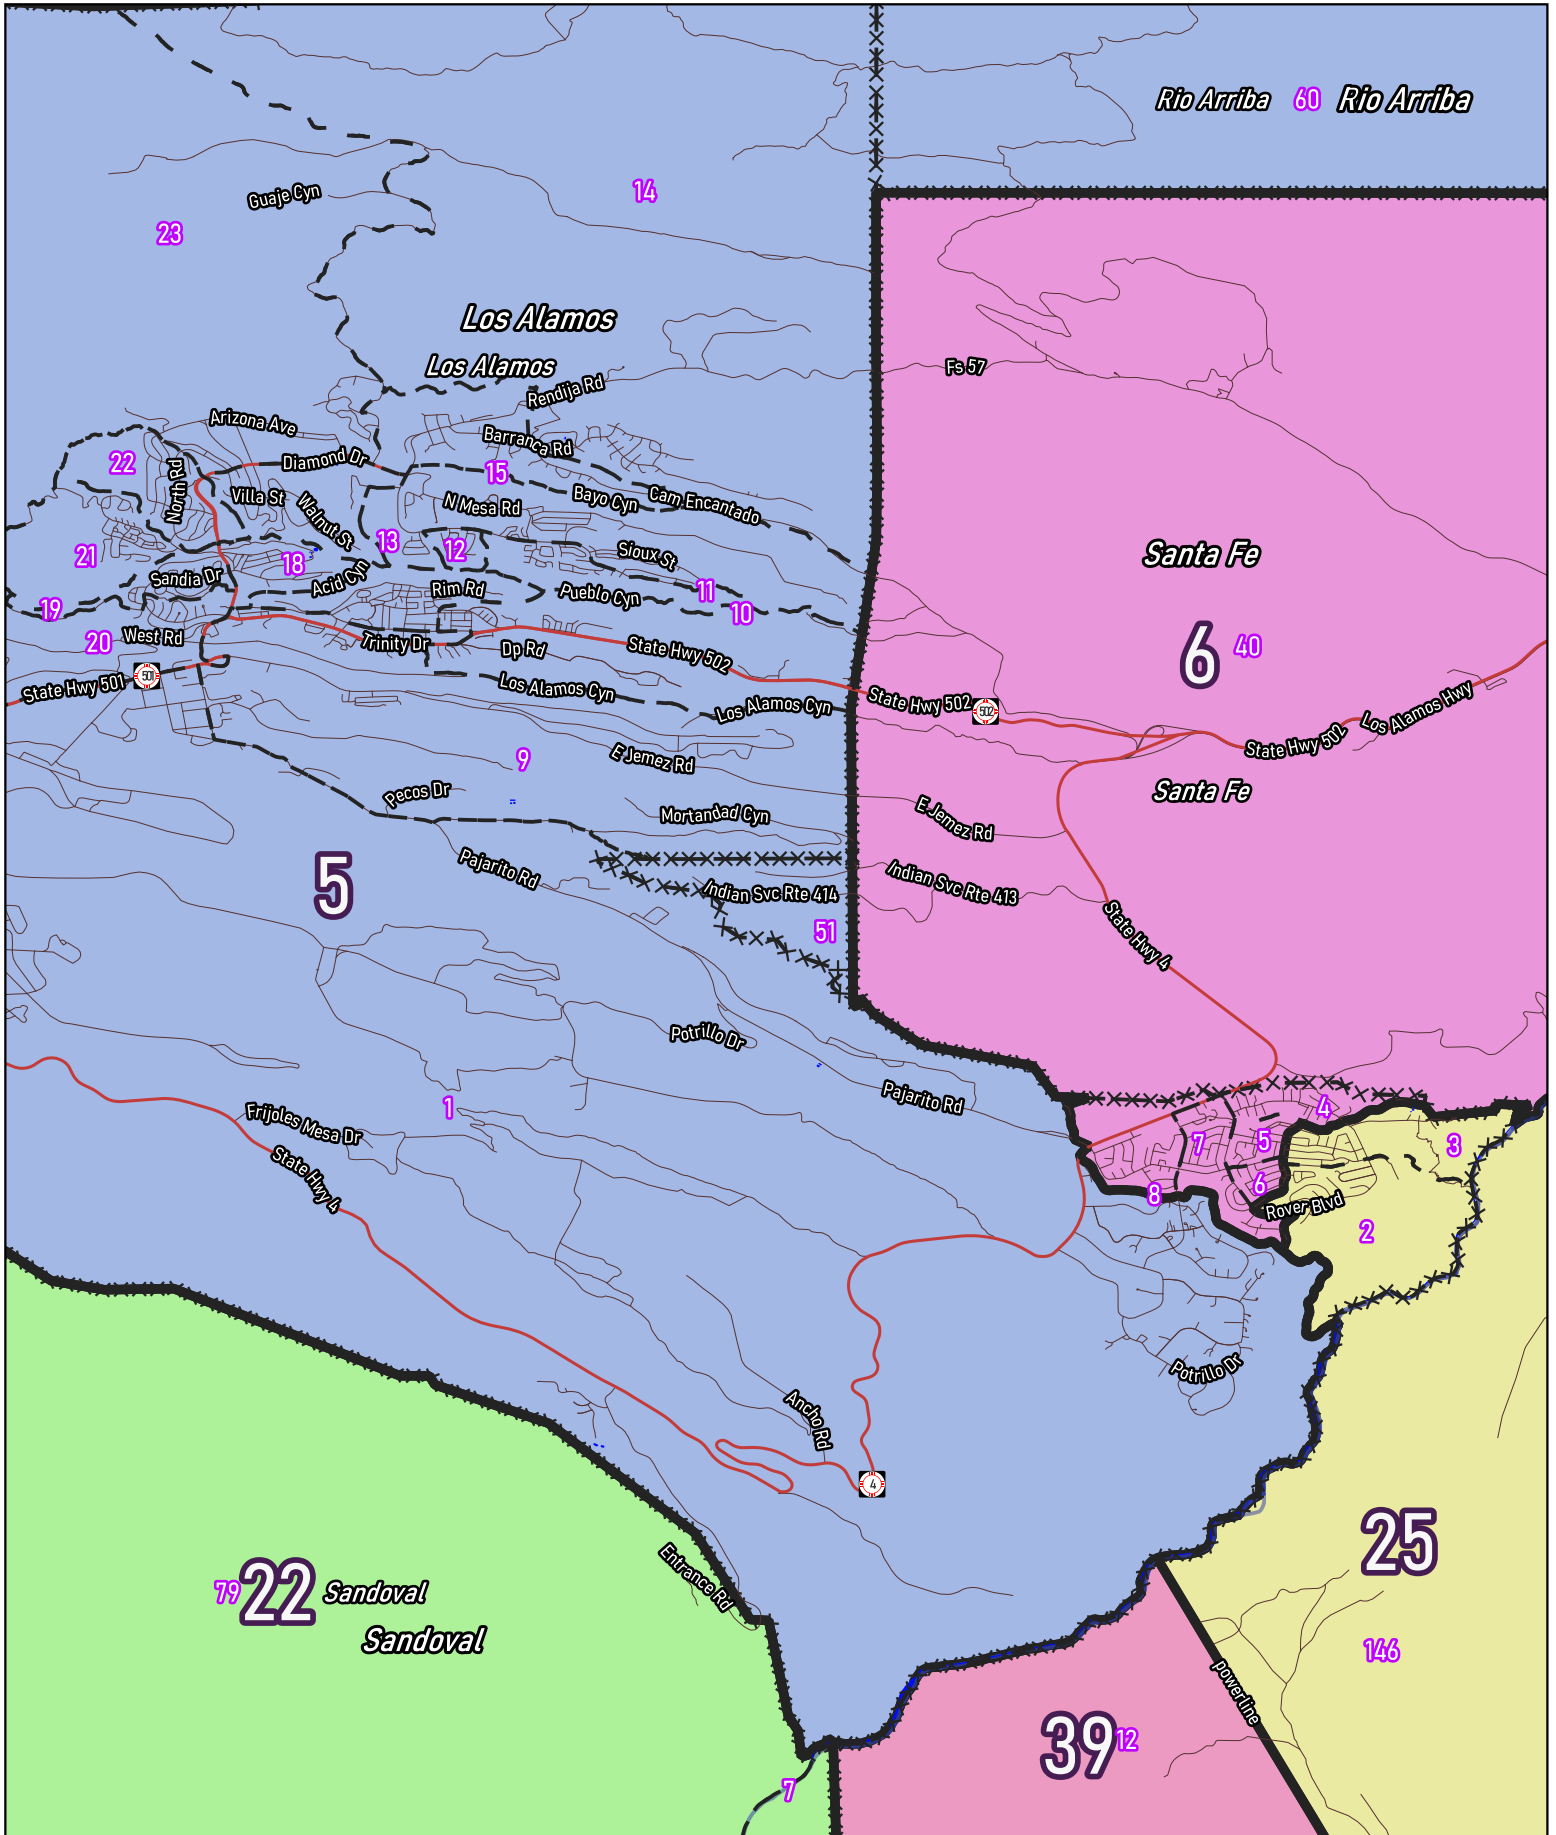 Rio Arriba 60 Rio Arriba
14
Guaje Cyn
23
Los Alamos
Los Alamos
Fs 57
Rendija Rd
Arizona Ave
Barranca Rd
22
North Rd
Diamond Dr
15
Villa St
Walnut St
N Mesa Rd
Bayo Cyn
Cam Encantado
21
18
13
12
Sioux St
Santa Fe
Sandia Dr
Acid Cyn
Rim Rd
Pueblo Cyn
11
10
19
20
West Rd
Trinity Dr
Dp Rd
State Hwy 502
6
40
State Hwy 501
501
Los Alamos Cyn
Los Alamos Cyn
State Hwy 502
502
State Hwy 502
Los Alamos Hwy
9
E Jemez Rd
Santa Fe
Pecos Dr
Mortandad Cyn
E Jemez Rd
5
Pajarito Rd
Indian Svc Rte 414
Indian Svc Rte 413
51
State Hwy 4
Potrillo Dr
Pajarito Rd
1
Frijoles Mesa Dr
State Hwy 4
4
7
5
3
8
6
Rover Blvd
2
Potrillo Dr
Ancho Rd
4
25
Entrance Rd
79
22
Sandoval
Sandoval
146
powerline
39
12
7